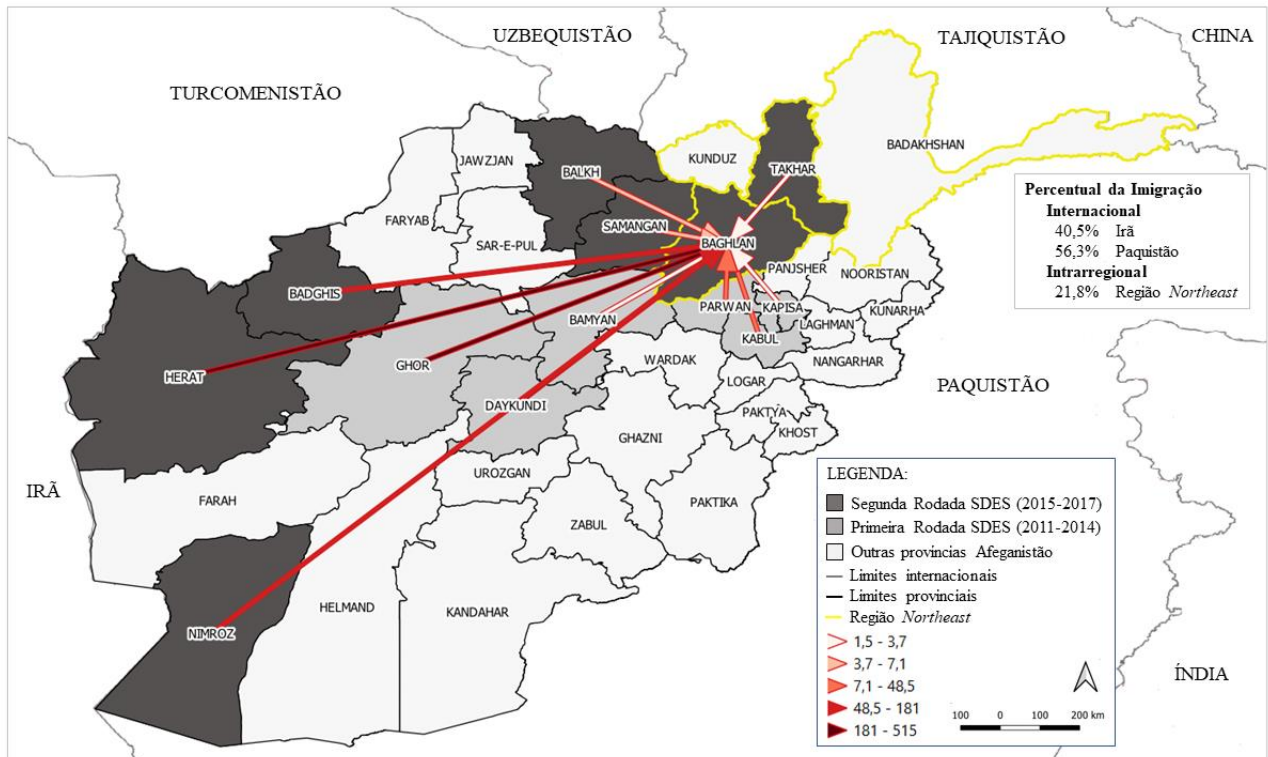 UZBEQUISTÃO
TAJIQUISTÃO
CHINA
TURCOMENISTÃO
JAWZJAN
BALKH
KUNDUZ
TAKHAR
BADAKHSHAN
FARYAB
SAMANGAN
SAR-E-PUL
BAGHLAN
BADGHIS
PANJSHER
NOORISTAN
HERAT
GHOR
BAMYAN
PARWAN
KAPISA
KUNARHA
LAGHMAN
KABUL
WARDAK
NANGARHAR
LOGAR
DAYKUNDI
PAKTYA
KHOST
GHAZNI
UROZGAN
PAKTIKA
FARAH
ZABUL
NIMROZ
HELMAND
KANDAHAR
IRÃ
PAQUISTÃO
ÍNDIA
Percentual da Imigração
Internacional
40,5% Irã
56,3% Paquistão
Intrarregional
21,8% Região Northeast
LEGENDA:
Segunda Rodada SDES (2015-2017)
Primeira Rodada SDES (2011-2014)
Outras provincias Afeganistão
Limites internacionais
Limites provinciais
Região Northeast
1,5 - 3,7
3,7 - 7,1
7,1 - 48,5
48,5 - 181
181 - 515
100 0 100 200 km